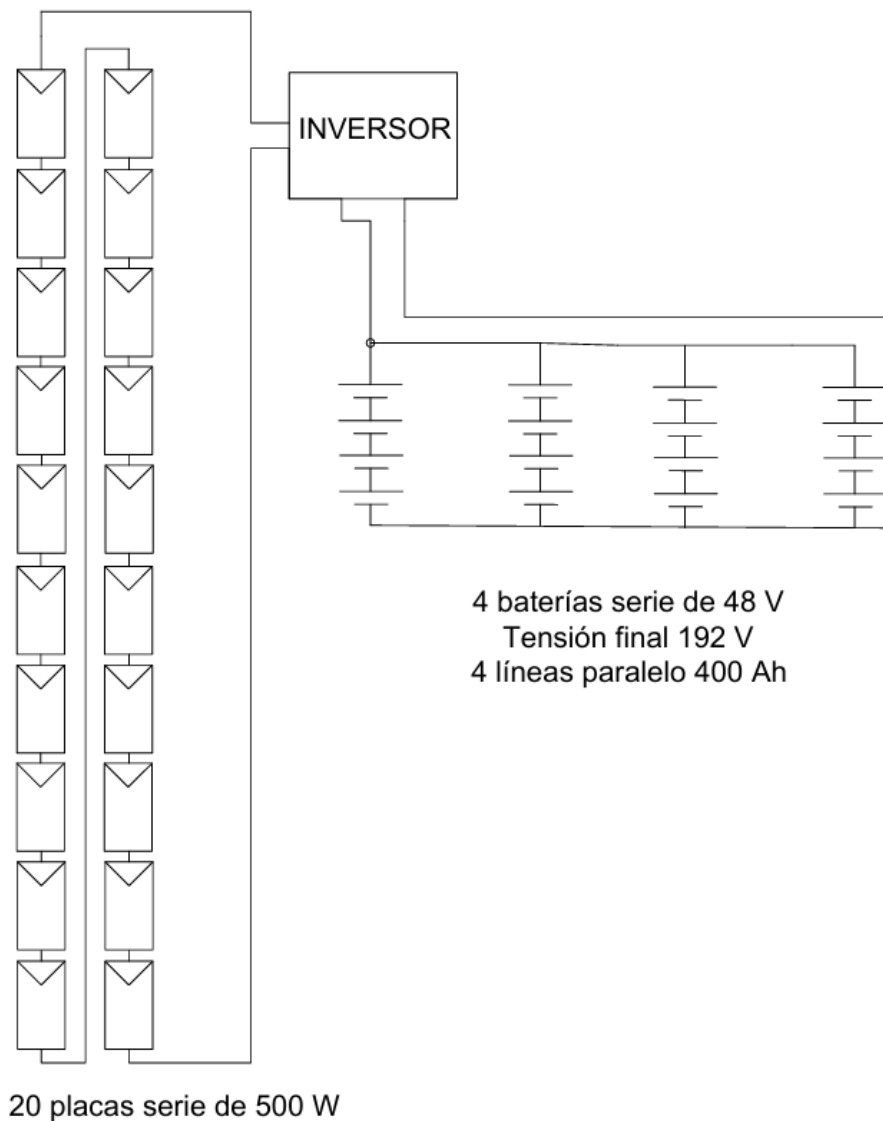 INVERSOR
4 baterías serie de 48 V
Tensión final 192 V
4 líneas paralelo 400 Ah
20 placas serie de 500 W